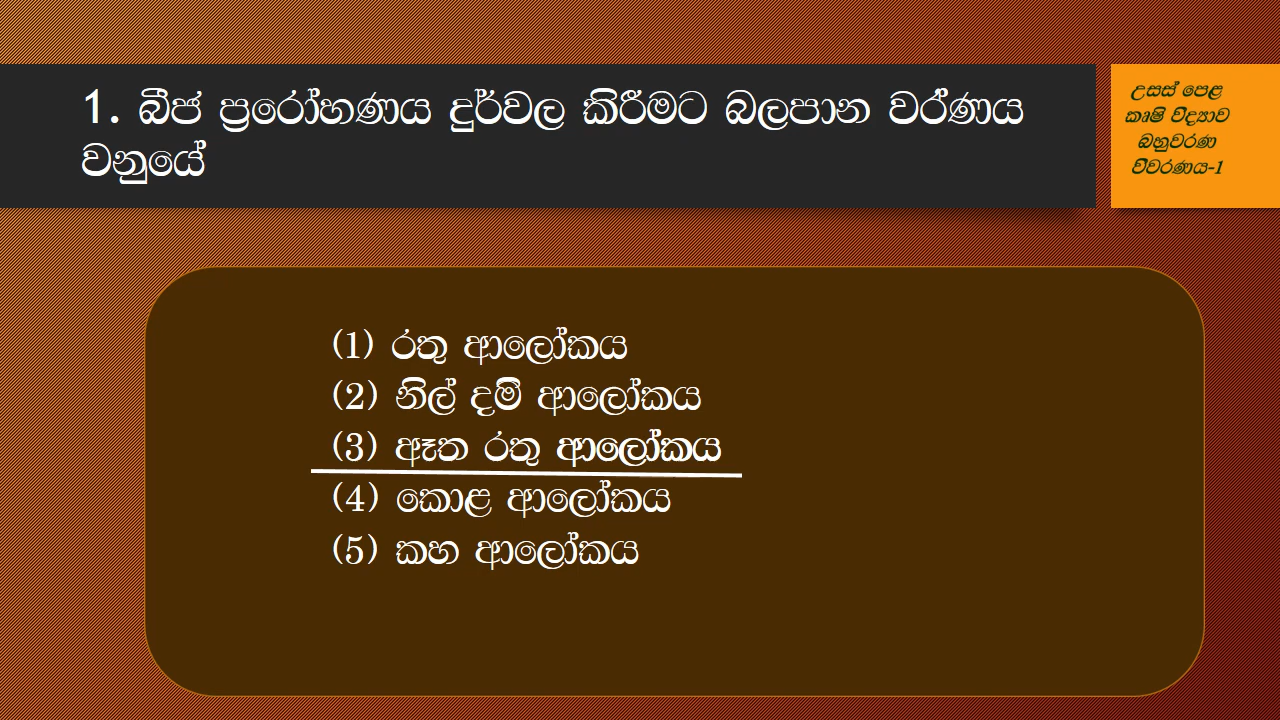 1. බීජ ප්‍රරෝහණය දුර්වල කිරීමට බලපාන වර්ණය
වනුයේ
උසස් පෙළ
කෘෂි විද්‍යාව
බහුවරණ
විවරණය-1
(1) රතු ආලෝකය
(2) නිල් දම් ආලෝකය
(3) ඈත රතු ආලෝකය
(4) කොළ ආලෝකය
(5) කහ ආලෝකය